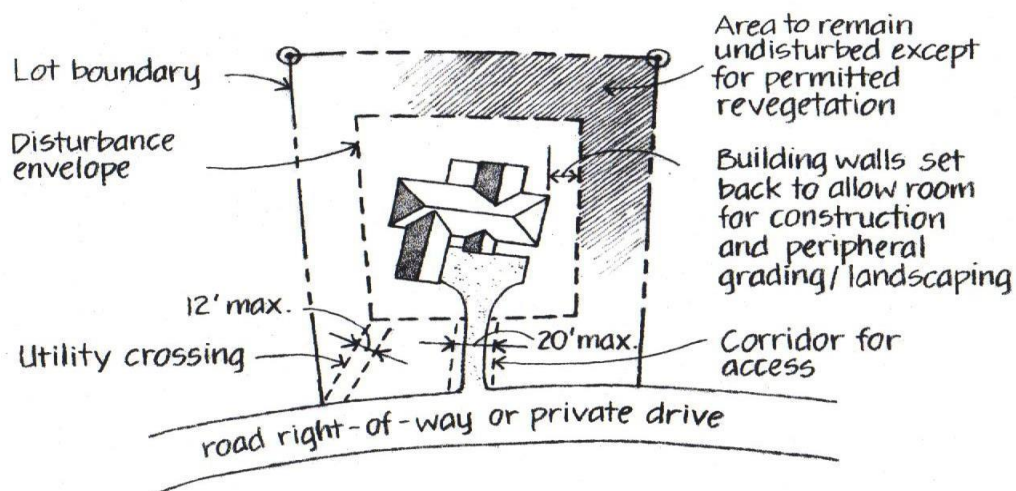 Lot boundary
Disturbance
envelope
12' max.
Utility crossing
Area to remain
undisturbed except
for permitted
revegetation
Building walls set
back to allow room
for construction
and peripheral
grading/landscaping
20' max.
Corridor for
access
road right-of-way or private drive